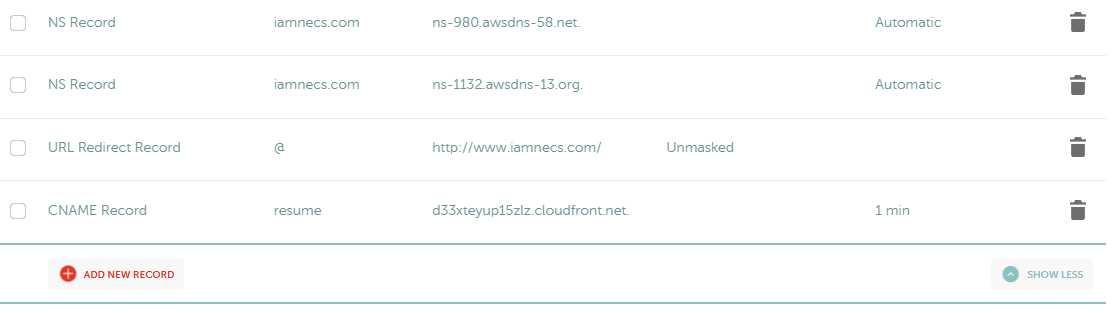 NS Record iamnecs.com ns-980.awsdns-58.net. Automatic
NS Record iamnecs.com ns-1132.awsdns-13.org. Automatic
URL Redirect Record @ http://www.iamnecs.com/ Unmasked
CNAME Record resume d33xteyup15zlz.cloudfront.net. 1 min
ADD NEW RECORD SHOW LESS